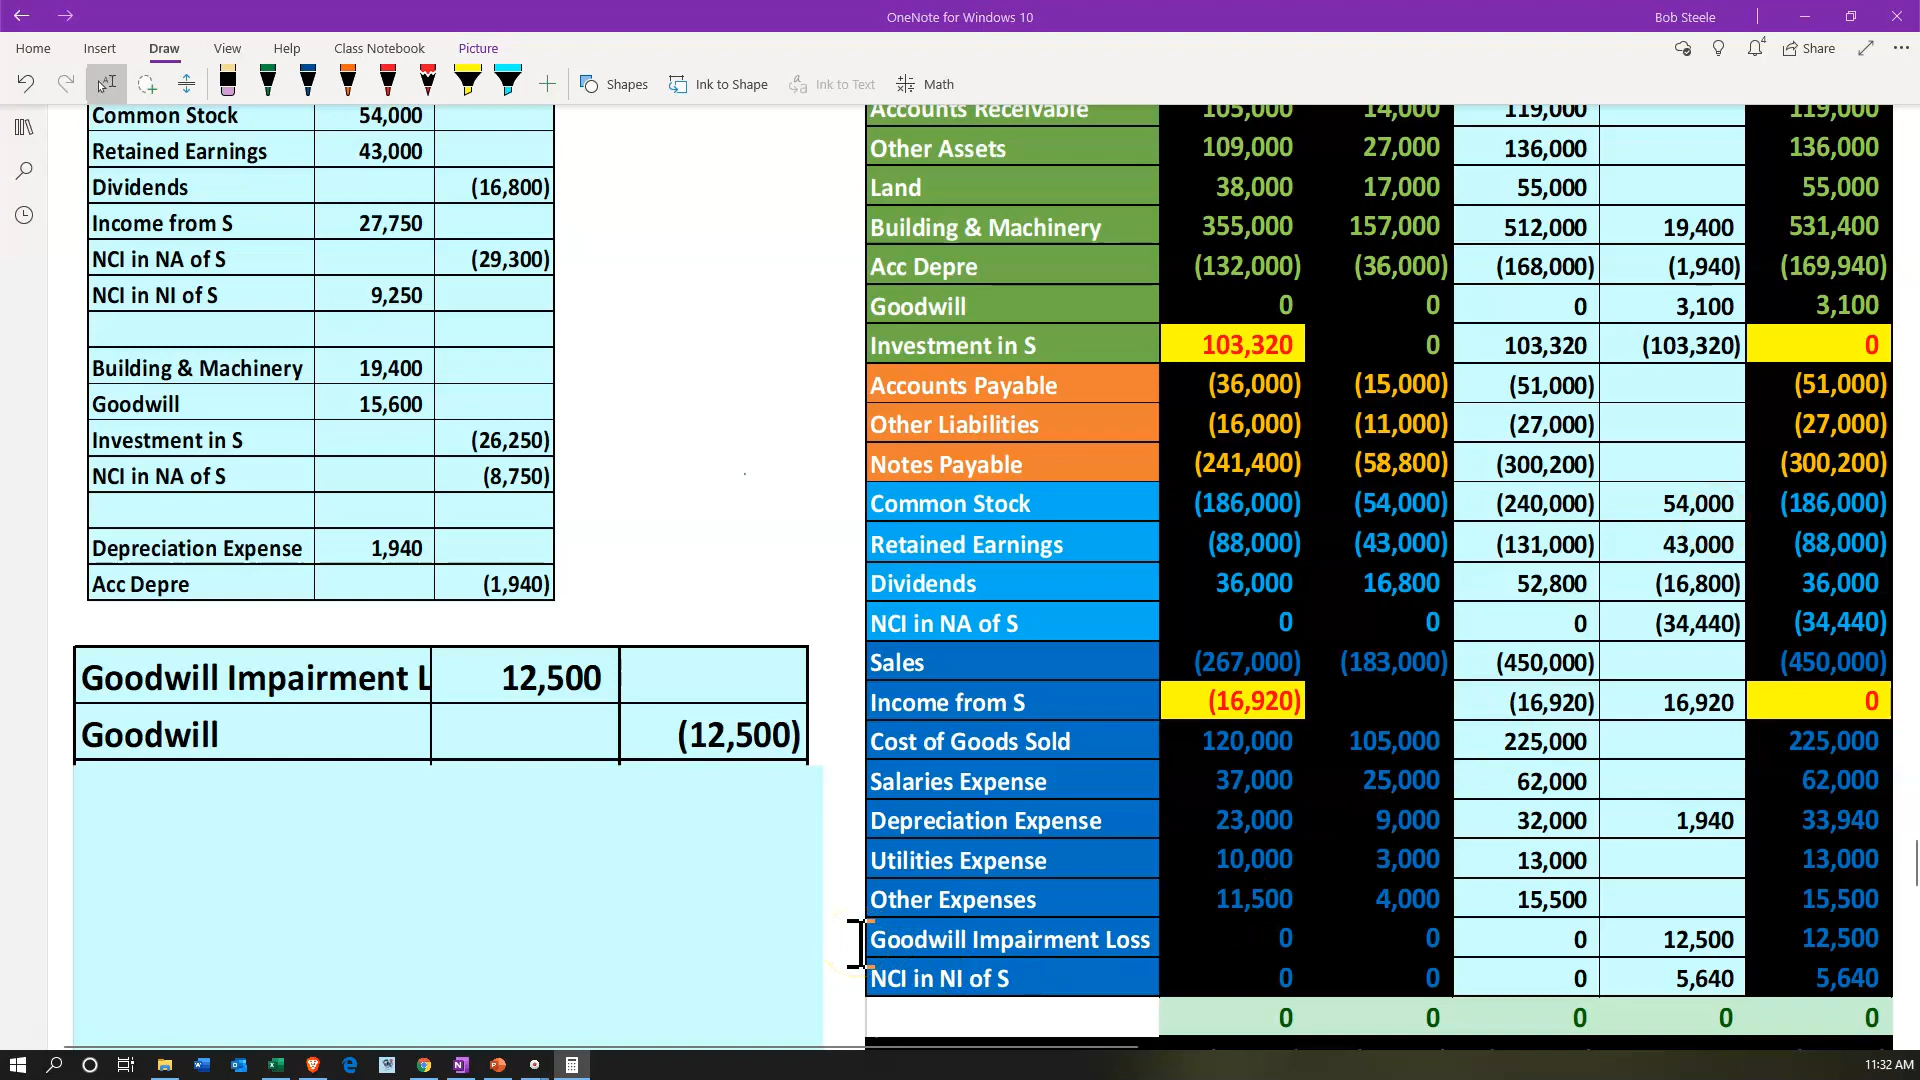 OneNote for Windows 10
Bob Steele
Home Insert Draw View Help Class Notebook Picture
4 Share
Shapes Ink to Shape Ink to Text Math
Common Stock 54,000
Retained Earnings 43,000
Dividends (16,800)
Income from S 27,750
NCI in NA of S (29,300)
NCI in NI of S 9,250
Building & Machinery 19,400
Goodwill 15,600
Investment in S (26,250)
NCI in NA of S (8,750)
Depreciation Expense 1,940
Acc Depre (1,940)
Goodwill Impairment L 12,500
Goodwill (12,500)
Accounts Receivable 105,000 14,000 119,000 119,000
Other Assets 109,000 27,000 136,000 136,000
Land 38,000 17,000 55,000 55,000
Building & Machinery 355,000 157,000 512,000 19,400 531,400
Acc Depre (132,000) (36,000) (168,000) (1,940) (169,940)
Goodwill 0 0 0 3,100 3,100
Investment in S 103,320 0 103,320 (103,320) 0
Accounts Payable (36,000) (15,000) (51,000) (51,000)
Other Liabilities (16,000) (11,000) (27,000) (27,000)
Notes Payable (241,400) (58,800) (300,200) (300,200)
Common Stock (186,000) (54,000) (240,000) 54,000 (186,000)
Retained Earnings (88,000) (43,000) (131,000) 43,000 (88,000)
Dividends 36,000 16,800 52,800 (16,800) 36,000
NCI in NA of S 0 0 0 (34,440) (34,440)
Sales (267,000) (183,000) (450,000) (450,000)
Income from S (16,920) (16,920) 16,920 0
Cost of Goods Sold 120,000 105,000 225,000 225,000
Salaries Expense 37,000 25,000 62,000 62,000
Depreciation Expense 23,000 9,000 32,000 1,940 33,940
Utilities Expense 10,000 3,000 13,000 13,000
Other Expenses 11,500 4,000 15,500 15,500
Goodwill Impairment Loss 0 0 0 12,500 12,500
NCI in NI of S 0 0 0 5,640 5,640
0 0 0 0 0
11:32 AM